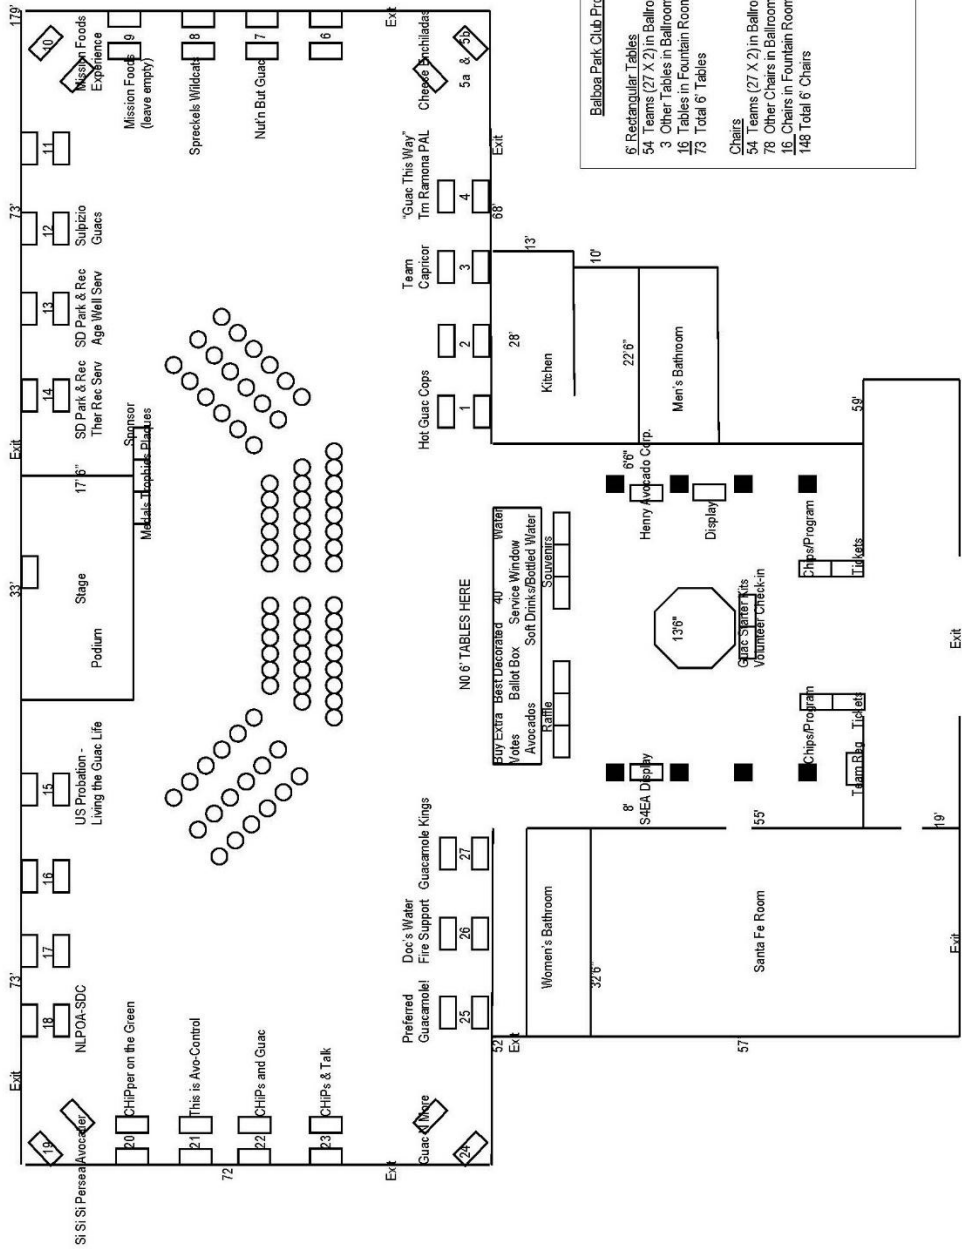 179'
73'
Exit
33'
73'
Exit
10
Mission Foods
Experience
9
Mission Foods
(leave empty)
8
Spreckels Wildcats
7
Nut'n But Guac
6
Exit
Cheese Enchiladas
5a & 5b
Exit
11
12
Sulpizio
Guacs
13
SD Park & Rec
Age Well Serv
14
SD Park & Rec
Ther Rec Serv
Sponsor
Medals Trophies Plaques
17' 6"
Stage
Podium
15
US Probation -
Living the Guac Life
16
17
18
NLPOA-SDC
19
Si Si Si Persea Avocauer
20
CHiPper on the Green
21
This is Avo-Control
22
CHiPs and Guac
23
CHiPs & Talk
72
Exit
Guac N More
24
"Guac This Way"
Tm Ramona PAL
4
68'
Team
Capricor
3
2
Hot Guac Cops
1
Guacamole Kings
27
Doc's Water
Fire Support
26
Preferred
Guacamole!
25
52
Exit
N0 6' TABLES HERE
Buy Extra Best Decorated 40 Water
Votes Ballot Box Service Window
Avocados Soft Drinks/Bottled Water
Raffle Souvenirs
13'
28'
Kitchen
10'
22'6"
Men's Bathroom
6'6"
Henry Avocado Corp.
Display
59'
13'6"
Guac Starter Kits
Volunteer Check-in
Chips/Program
Tickets
Chips/Program
Tickets
Team Reg
8'
S4EA Display
55'
19'
Women's Bathroom
32'6"
Santa Fe Room
57
Exit
Exit
Balboa Park Club Pro
6' Rectangular Tables
54 Teams (27 X 2) in Ballro
3 Other Tables in Ballroom
16 Tables in Fountain Room
73 Total 6' Tables
Chairs
54 Teams (27 X 2) in Ballro
78 Other Chairs in Ballroom
16 Chairs in Fountain Room
148 Total 6' Chairs